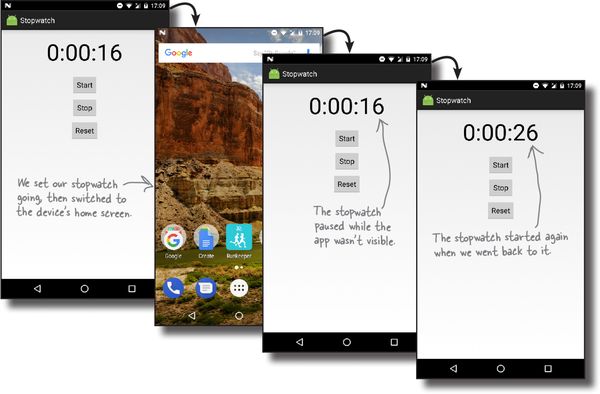 17:09
Stopwatch
0:00:16
Start
Stop
Reset
We set our stopwatch
going, then switched to
the device's home screen.
17:09
Google
Google
Create
Runkeeper
17:09
Stopwatch
0:00:16
Start
Stop
Reset
The stopwatch
paused while the
app wasn't visible.
17:09
Stopwatch
0:00:26
Start
Stop
Reset
The stopwatch started again
when we went back to it